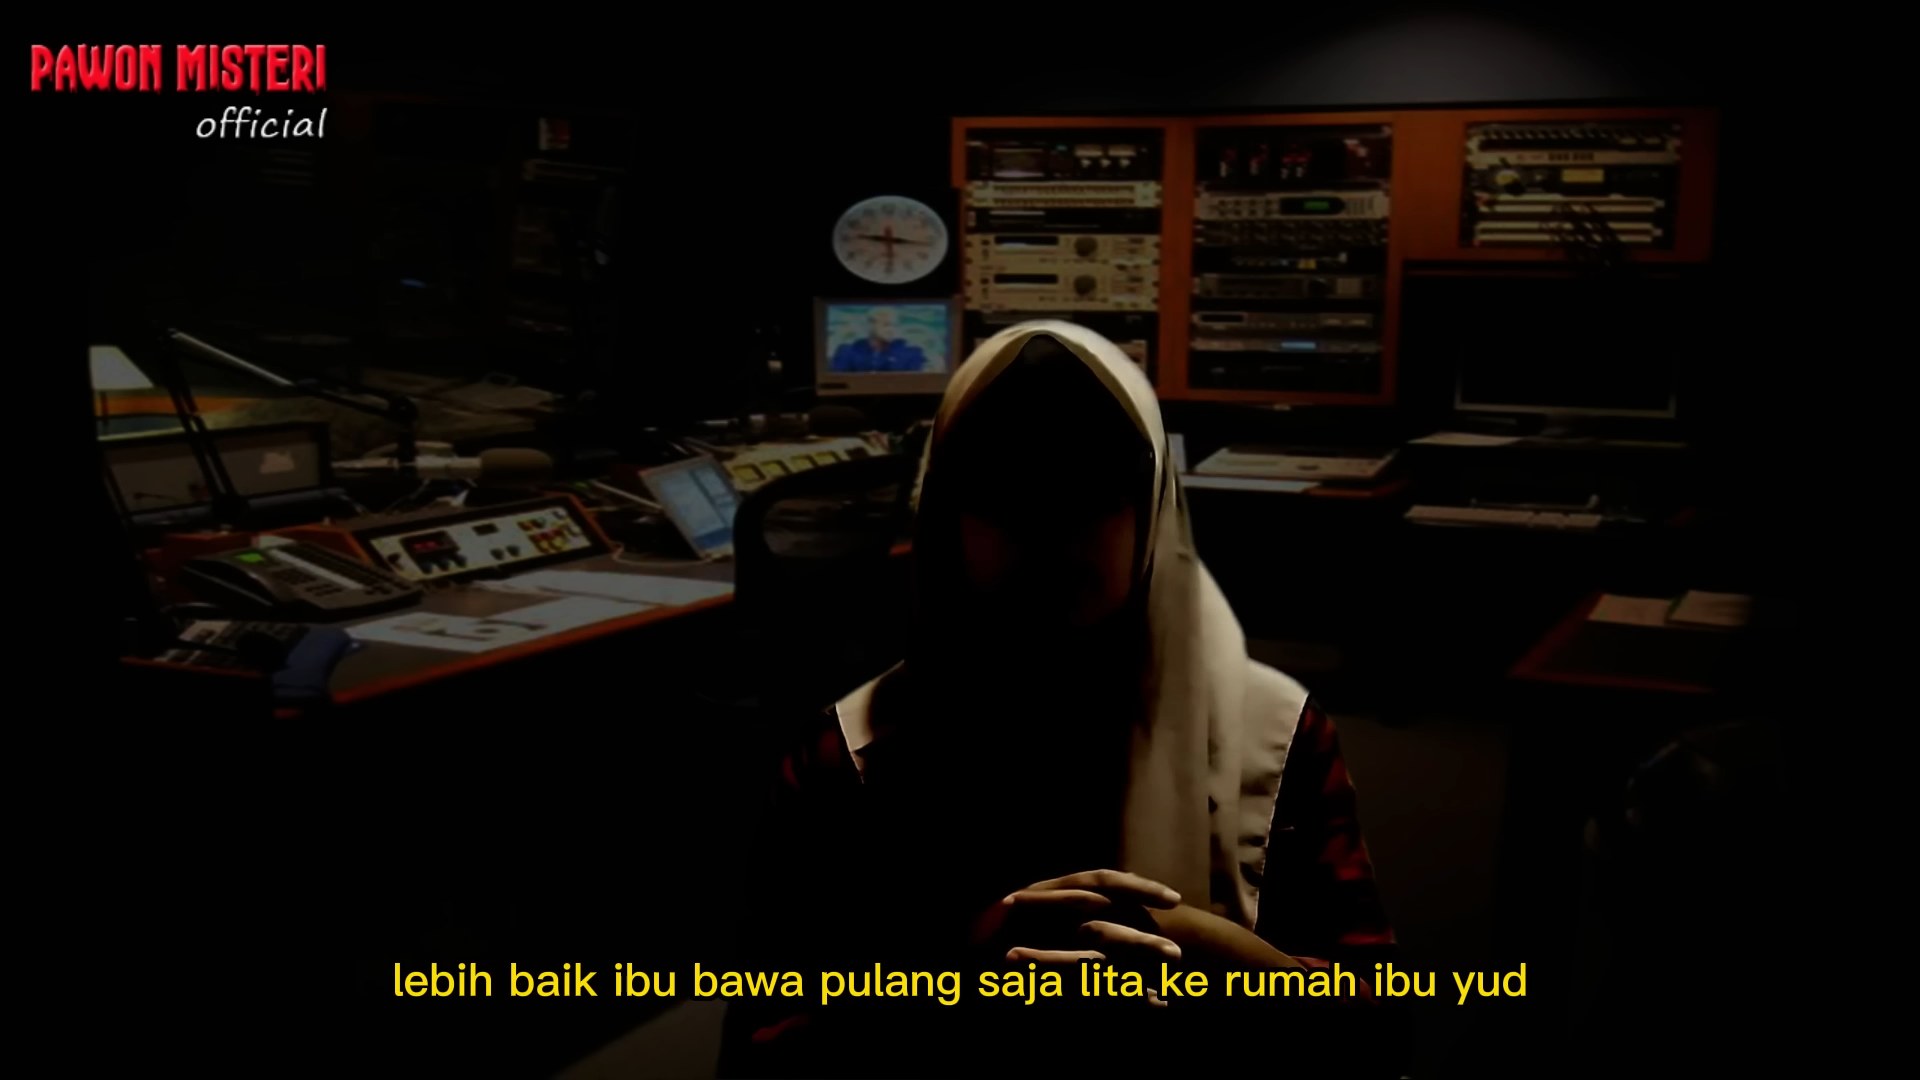 PAWON MISTERI
official
lebih baik ibu bawa pulang saja lita ke rumah ibu yud